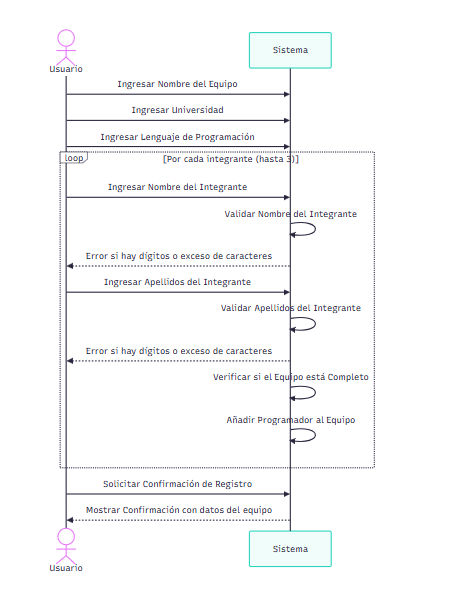 Usuario
Sistema
Ingresar Nombre del Equipo
Ingresar Universidad
Ingresar Lenguaje de Programación
loop
[Por cada integrante (hasta 3)]
Ingresar Nombre del Integrante
Validar Nombre del Integrante
Error si hay dígitos o exceso de caracteres
Ingresar Apellidos del Integrante
Validar Apellidos del Integrante
Error si hay dígitos o exceso de caracteres
Verificar si el Equipo está Completo
Añadir Programador al Equipo
Solicitar Confirmación de Registro
Mostrar Confirmación con datos del equipo
Usuario
Sistema